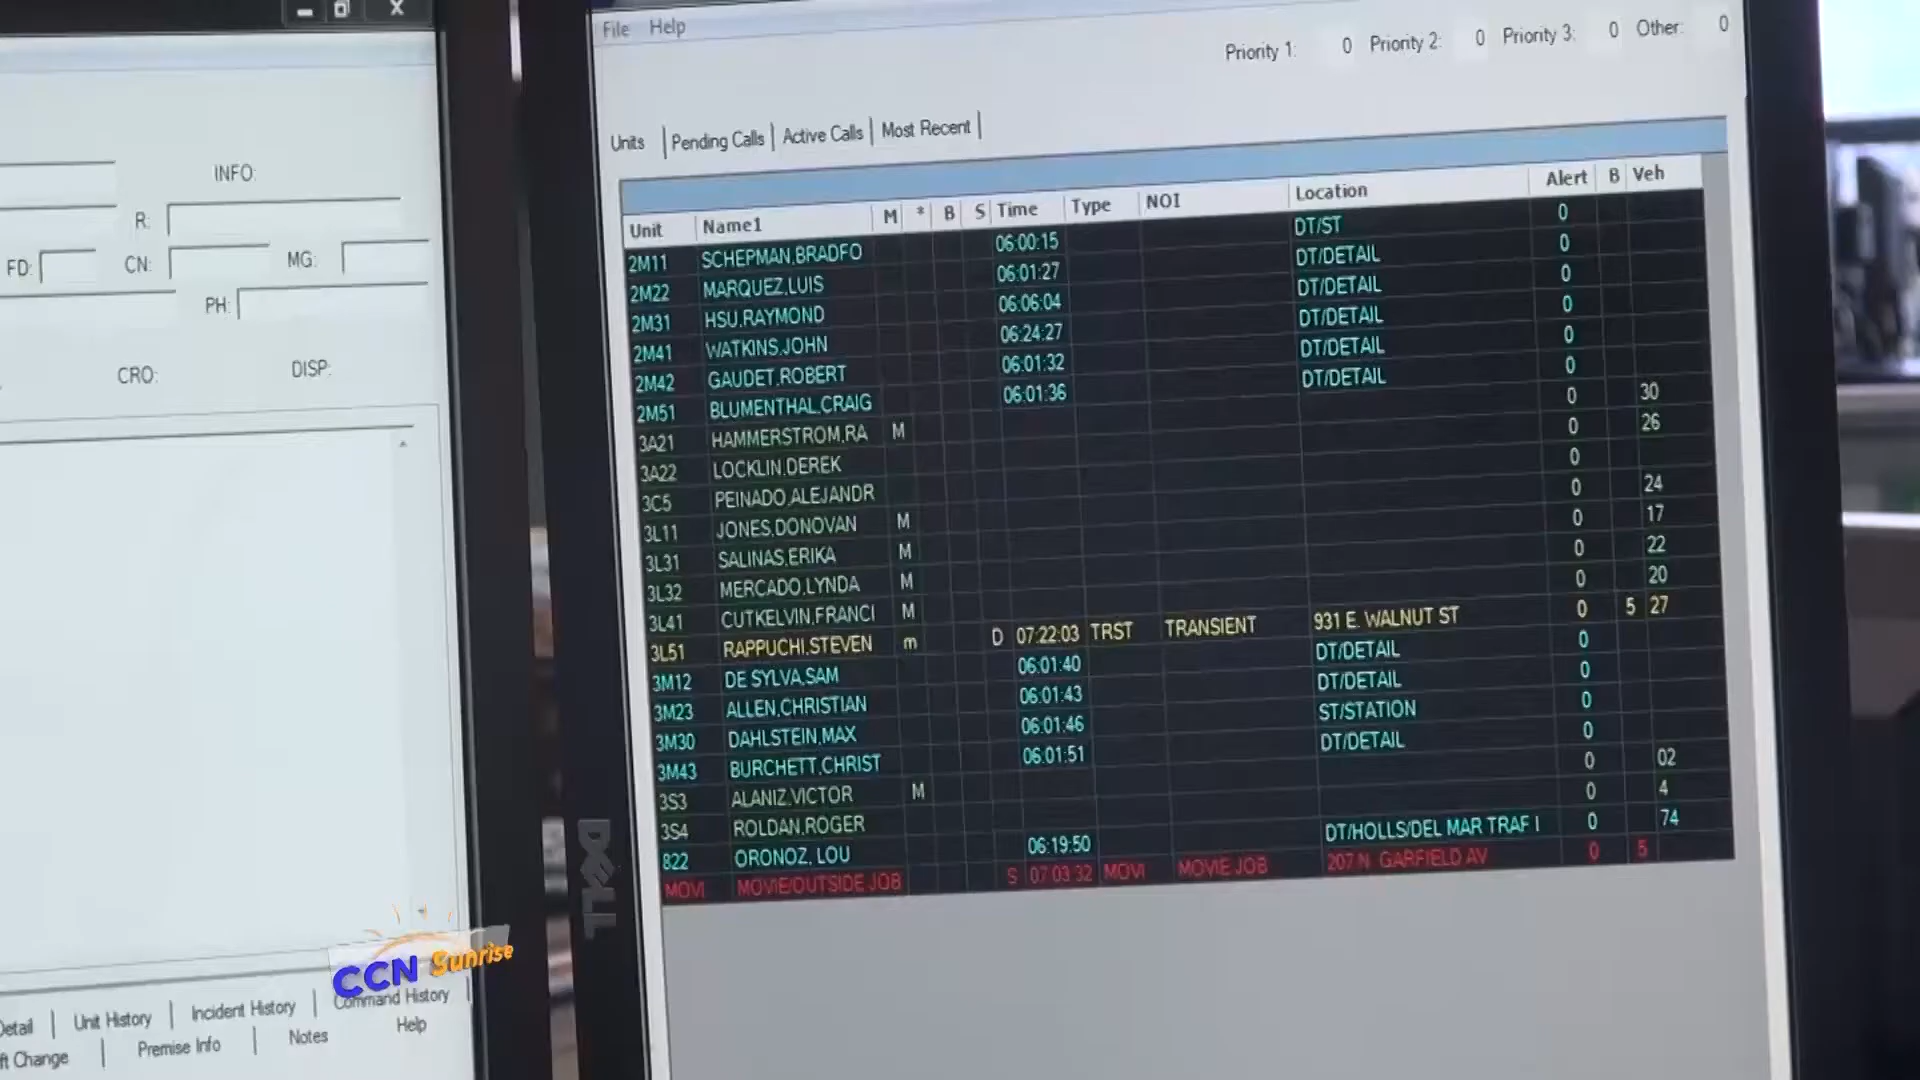 File Help
Priority 1: 0 Priority 2: 0 Priority 3: 0 Other: 0
Units Pending Calls Active Calls Most Recent
Unit Name1 M * B S Time Type NOI Location Alert B Veh
2M11 SCHEPMAN,BRADFO 06:00:15 DT/ST 0
2M22 MARQUEZ,LUIS 06:01:27 DT/DETAIL 0
2M31 HSU,RAYMOND 06:06:04 DT/DETAIL 0
2M41 WATKINS,JOHN 06:24:27 DT/DETAIL 0
2M42 GAUDET,ROBERT 06:01:32 DT/DETAIL 0
2M51 BLUMENTHAL,CRAIG 06:01:36 DT/DETAIL 0
3A21 HAMMERSTROM,RA M 0 30
3A22 LOCKLIN,DEREK 0 26
3C5 PEINADO,ALEJANDR 0
3L11 JONES,DONOVAN M 0 24
3L31 SALINAS,ERIKA M 0 17
3L32 MERCADO,LYNDA M 0 22
3L41 CUTKELVIN,FRANCI M 0 20
3L51 RAPPUCHI,STEVEN m D 07:22:03 TRST TRANSIENT 931 E. WALNUT ST 0 5 27
3M12 DE SYLVA,SAM 06:01:40 DT/DETAIL 0
3M23 ALLEN,CHRISTIAN 06:01:43 DT/DETAIL 0
3M30 DAHLSTEIN,MAX 06:01:46 ST/STATION 0
3M43 BURCHETT,CHRIST 06:01:51 DT/DETAIL 0
3S3 ALANIZ,VICTOR M 0 02
3S4 ROLDAN,ROGER 0 4
822 ORONOZ, LOU 06:19:50 DT/HOLLS/DEL MAR TRAF I 0 74
MOVI MOVIE/OUTSIDE JOB S 07:03:32 MOVI MOVIE JOB 207 N. GARFIELD AV 0 5
INFO:
R:
FD: CN: MG:
PH:
CRO: DISP:
DELL
CCN Sunrise
Detail Unit History Incident History Command History
ft Change Premise Info Notes Help